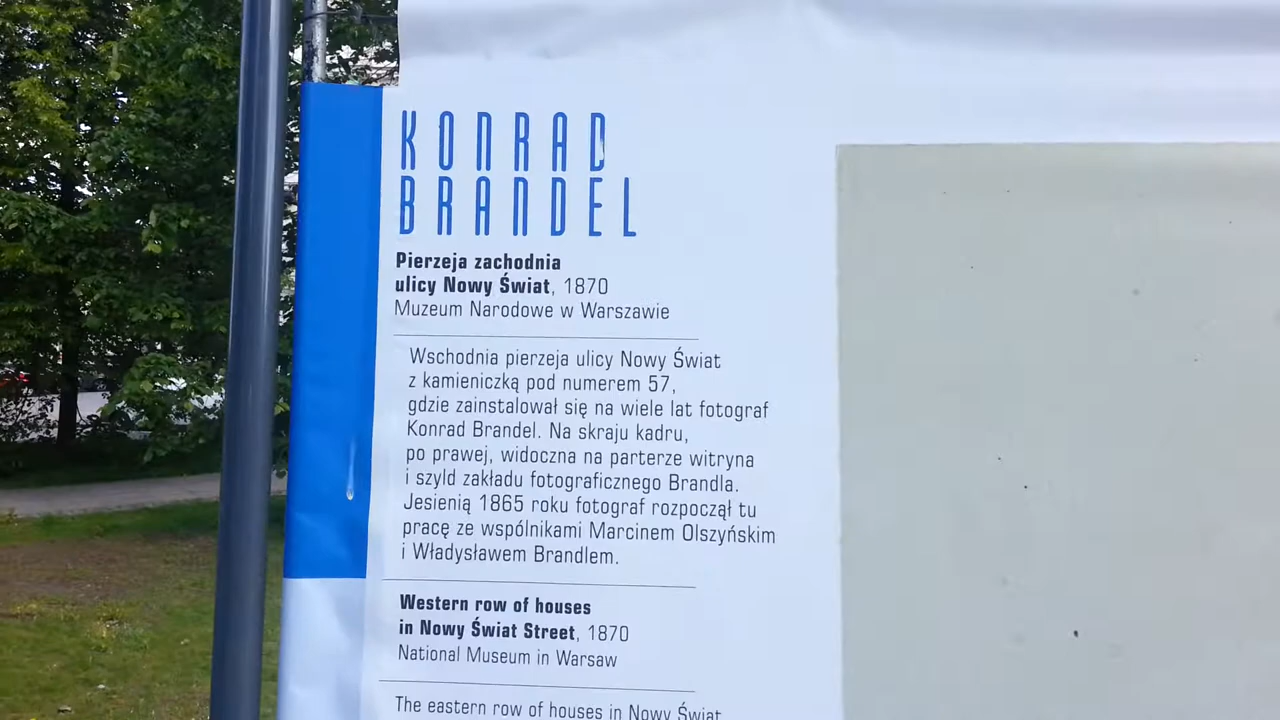 KONRAD
BRANDEL
Pierzeja zachodnia
ulicy Nowy Świat, 1870
Muzeum Narodowe w Warszawie
Wschodnia pierzeja ulicy Nowy Świat
z kamieniczką pod numerem 57,
gdzie zainstalował się na wiele lat fotograf
Konrad Brandel. Na skraju kadru,
po prawej, widoczna na parterze witryna
i szyld zakładu fotograficznego Brandla.
Jesienią 1865 roku fotograf rozpoczął tu
pracę ze wspólnikami Marcinem Olszyńskim
i Władysławem Brandlem.
Western row of houses
in Nowy Świat Street, 1870
National Museum in Warsaw
The eastern row of houses in Nowy Świat